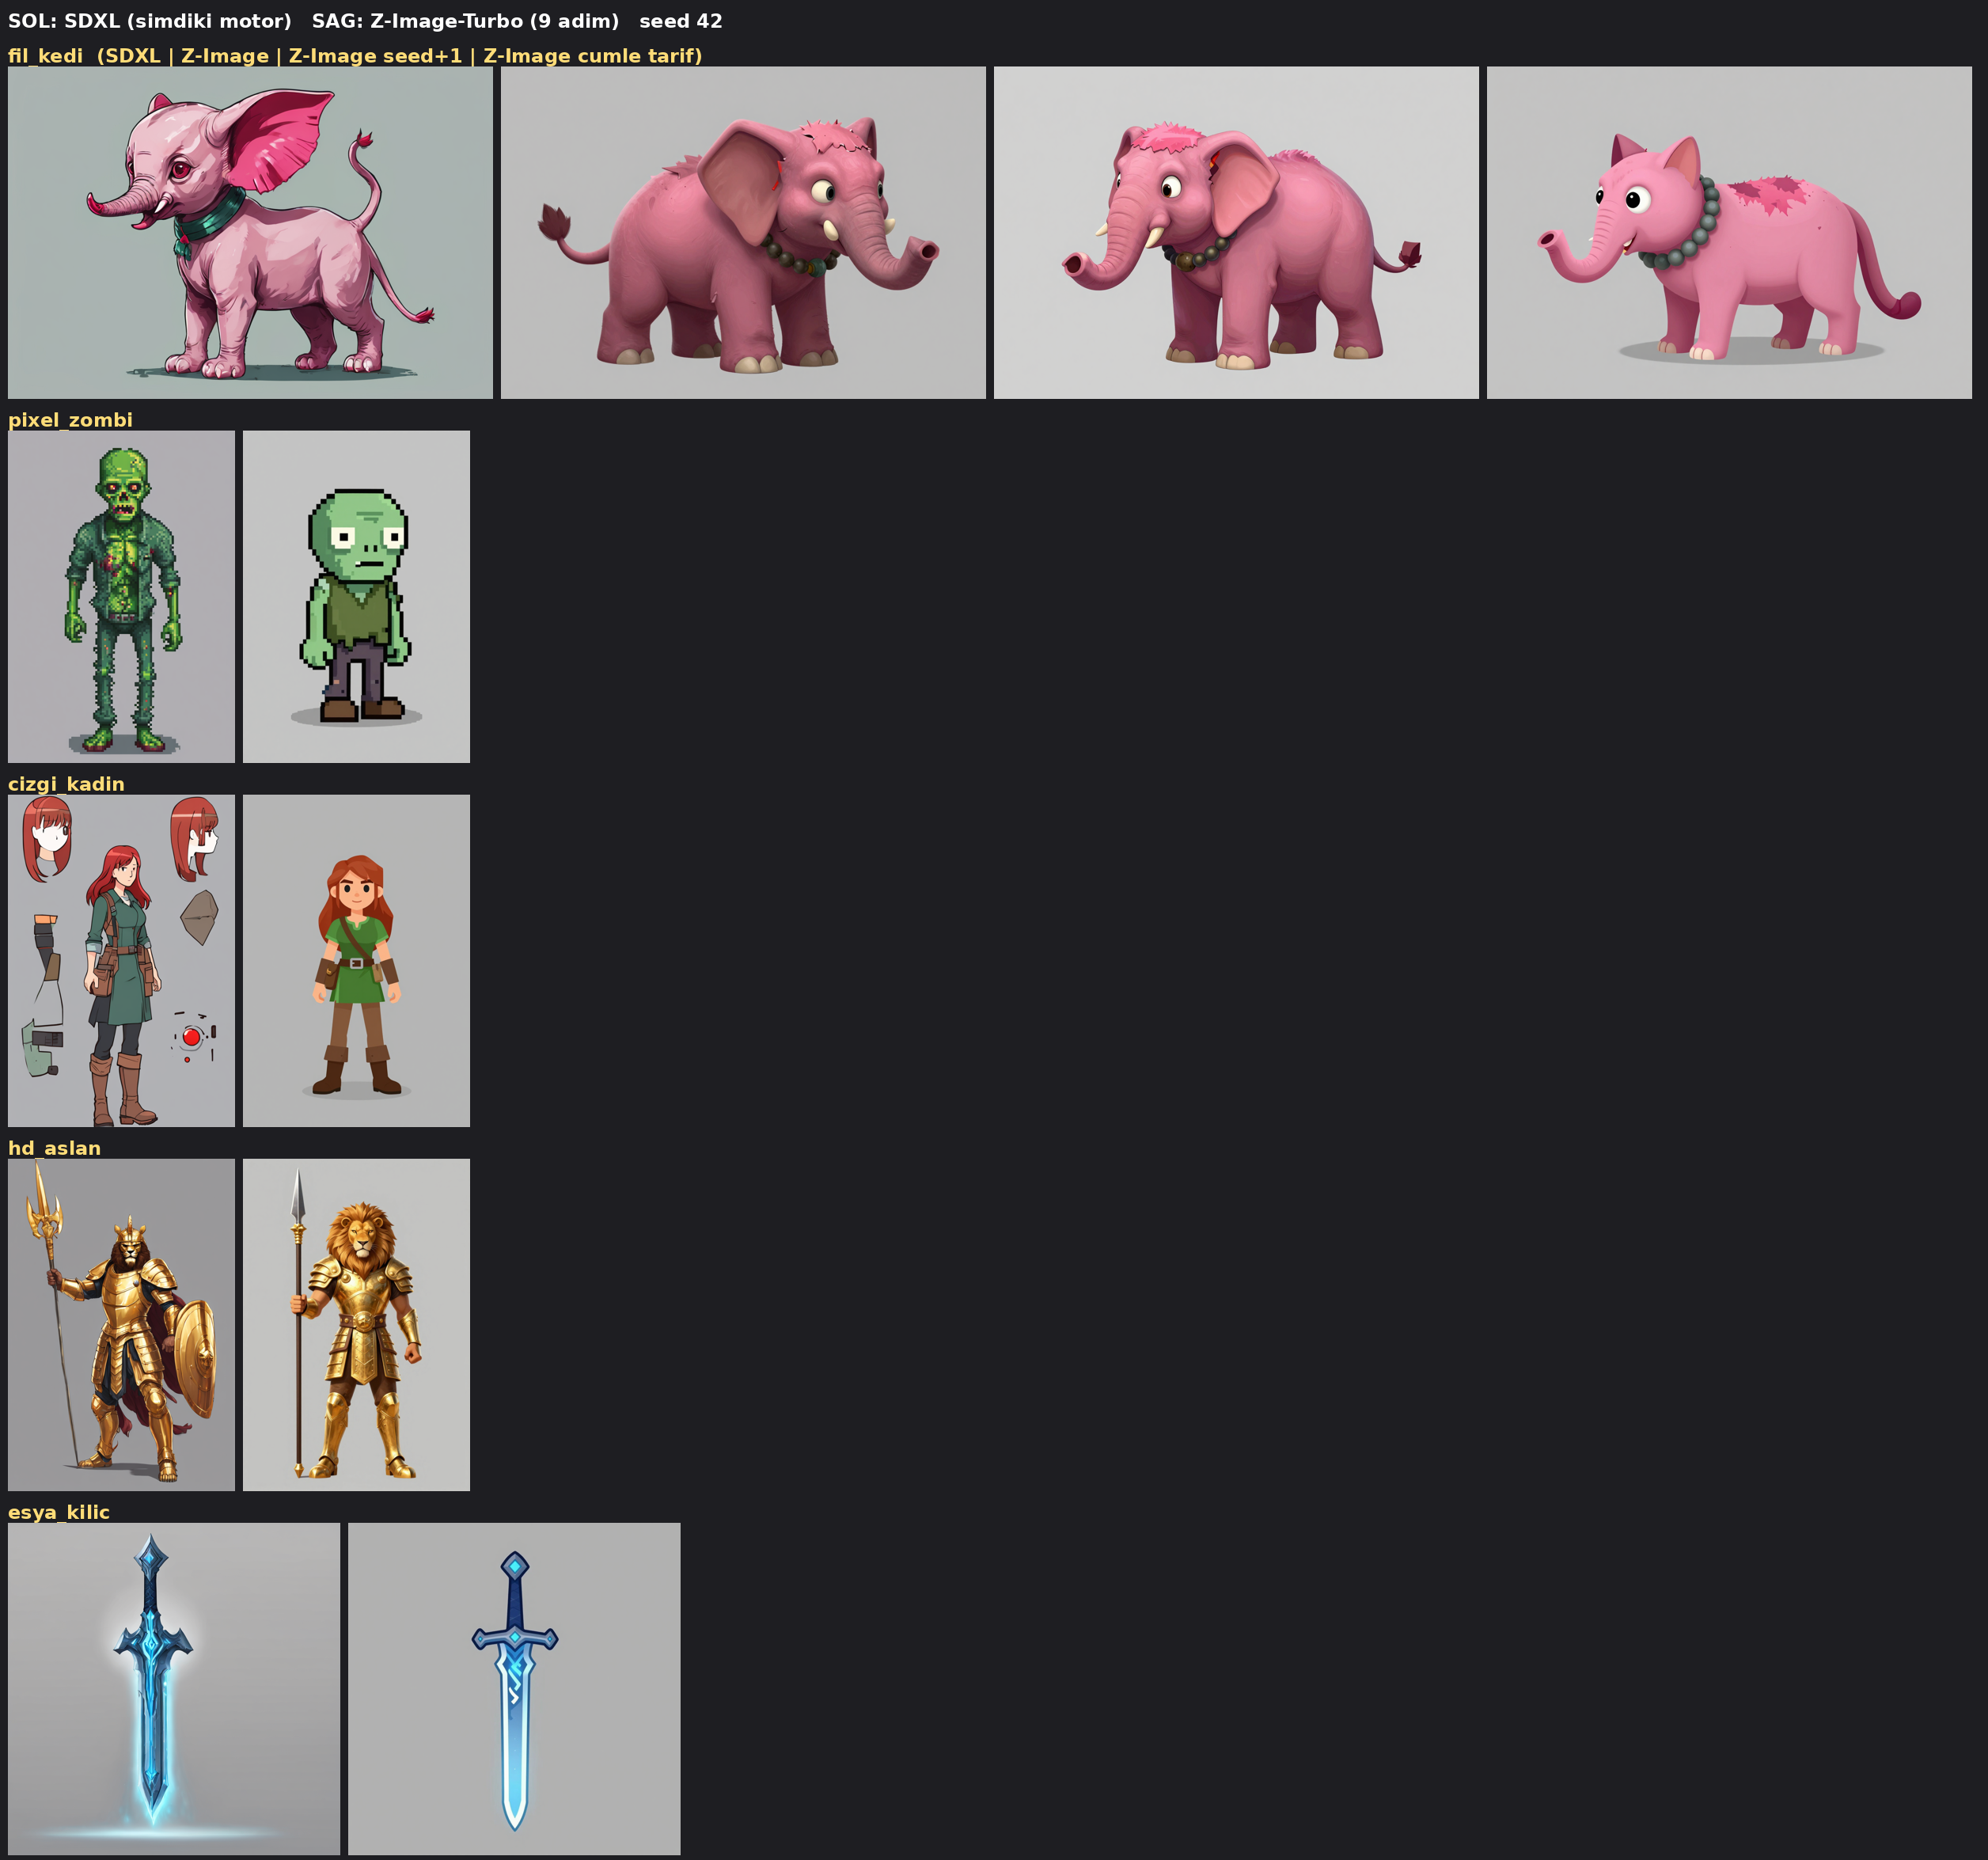 SOL: SDXL (simdiki motor)   SAG: Z-Image-Turbo (9 adim)   seed 42
fil_kedi  (SDXL | Z-Image | Z-Image seed+1 | Z-Image cumle tarif)
pixel_zombi
cizgi_kadin
hd_aslan
esya_kilic